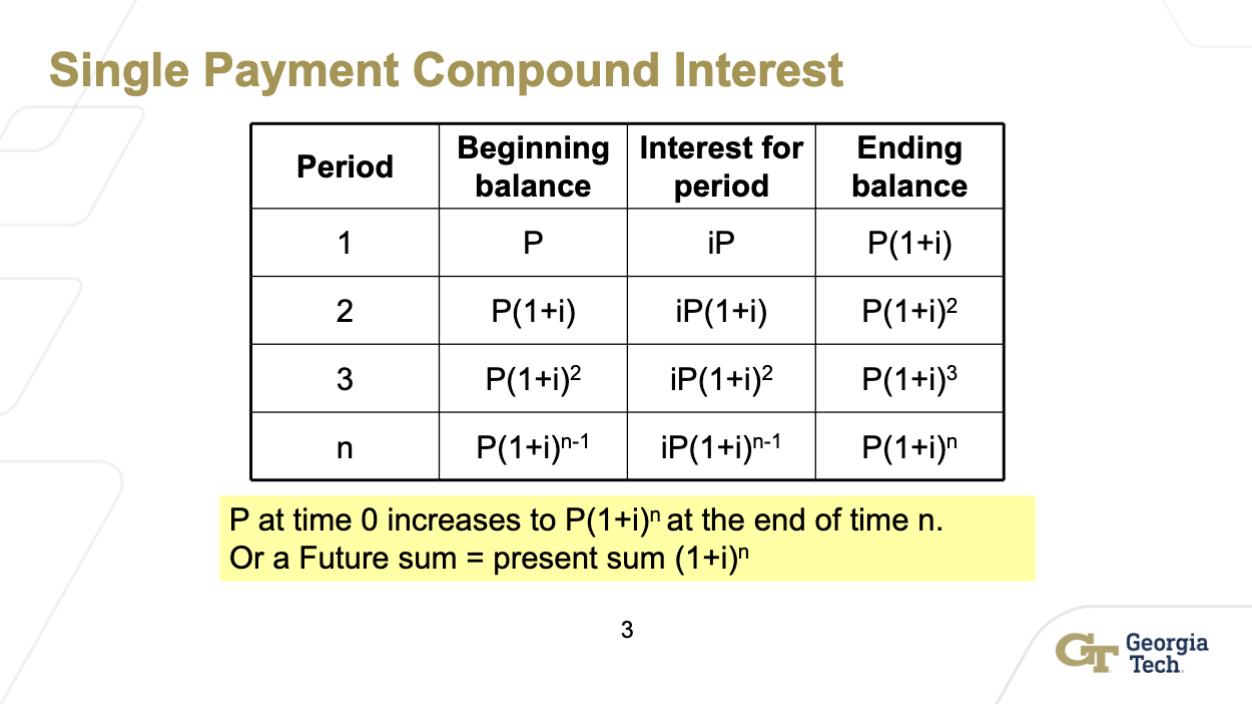 Single Payment Compound Interest
Period Beginning balance Interest for period Ending balance
1 P iP P(1+i)
2 P(1+i) iP(1+i) P(1+i)²
3 P(1+i)² iP(1+i)² P(1+i)³
n P(1+i)ⁿ⁻¹ iP(1+i)ⁿ⁻¹ P(1+i)ⁿ
P at time 0 increases to P(1+i)ⁿ at the end of time n.
Or a Future sum = present sum (1+i)ⁿ
3
GT Georgia
Tech